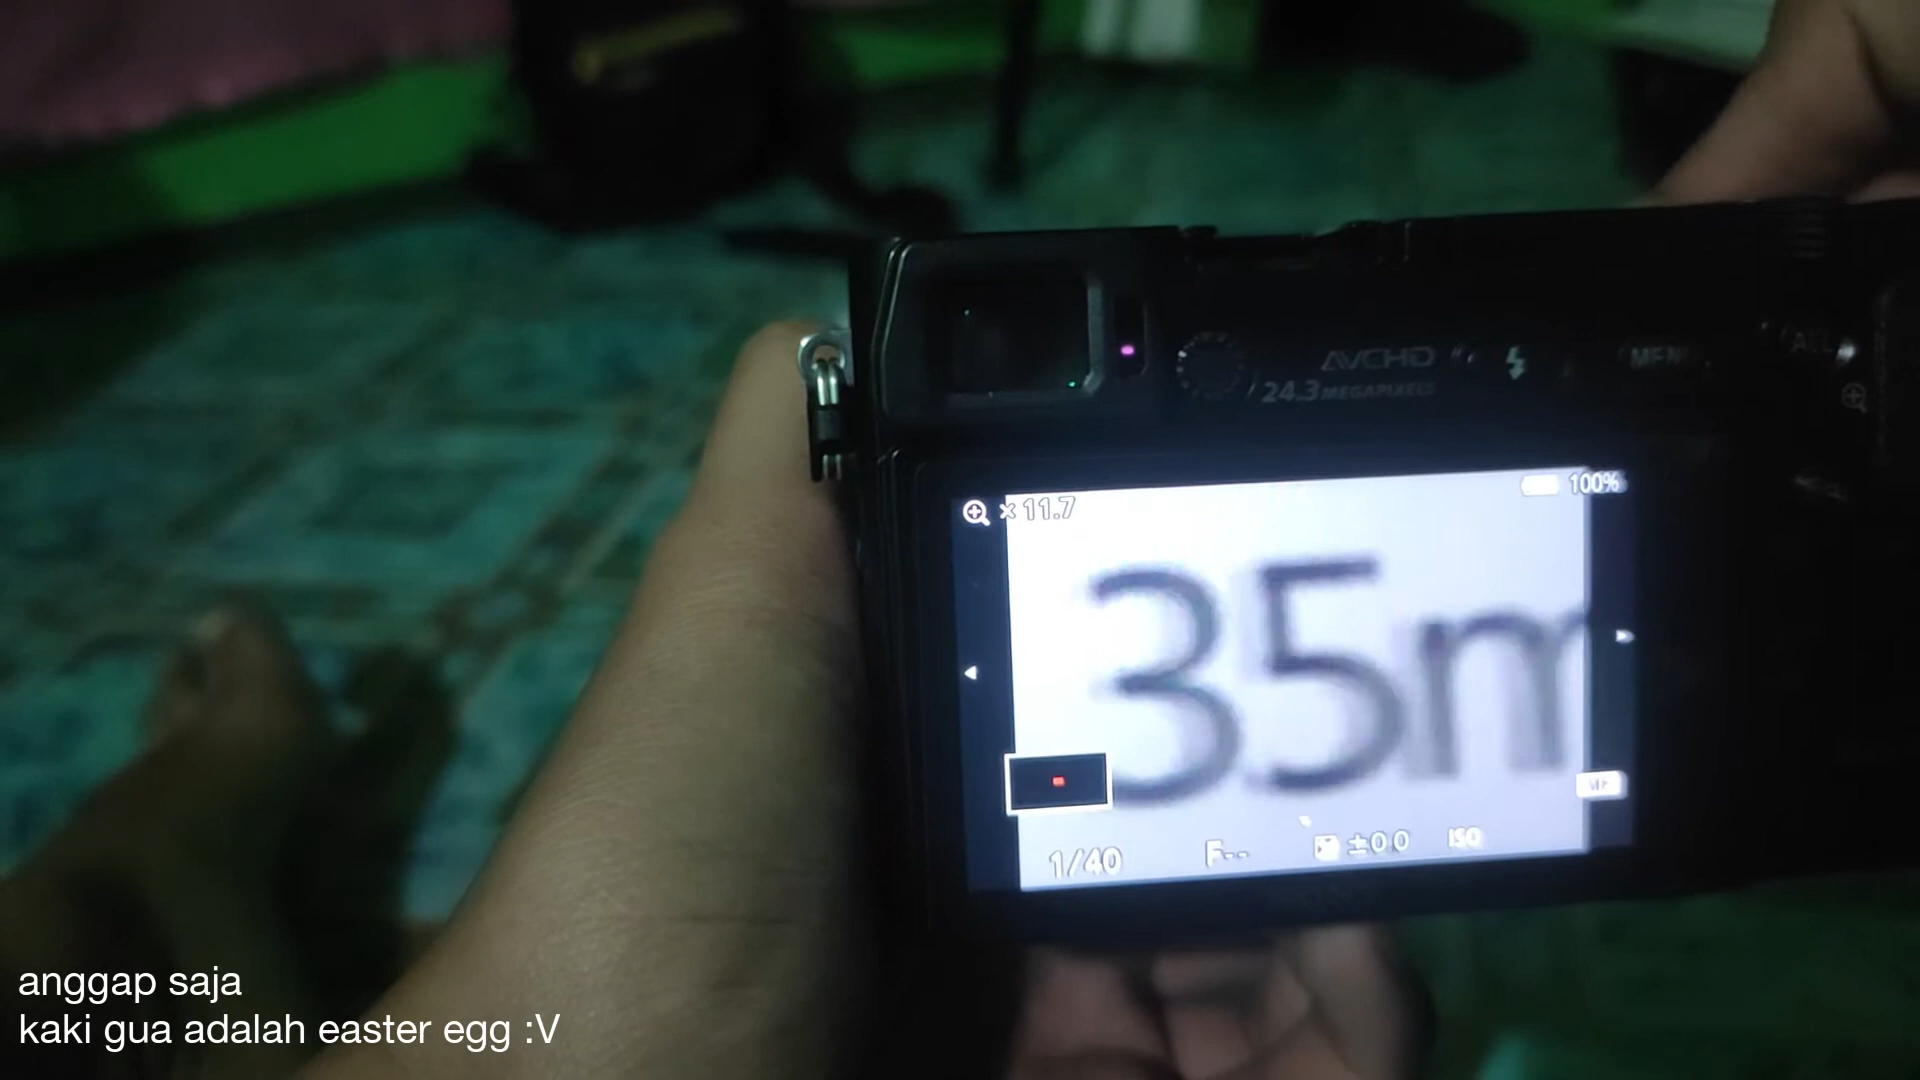 AVCHD
24.3 MEGAPIXELS
MENU
× 11.7
100%
35m
MF
1/40 F-- ±0.0 ISO
anggap saja
kaki gua adalah easter egg :V